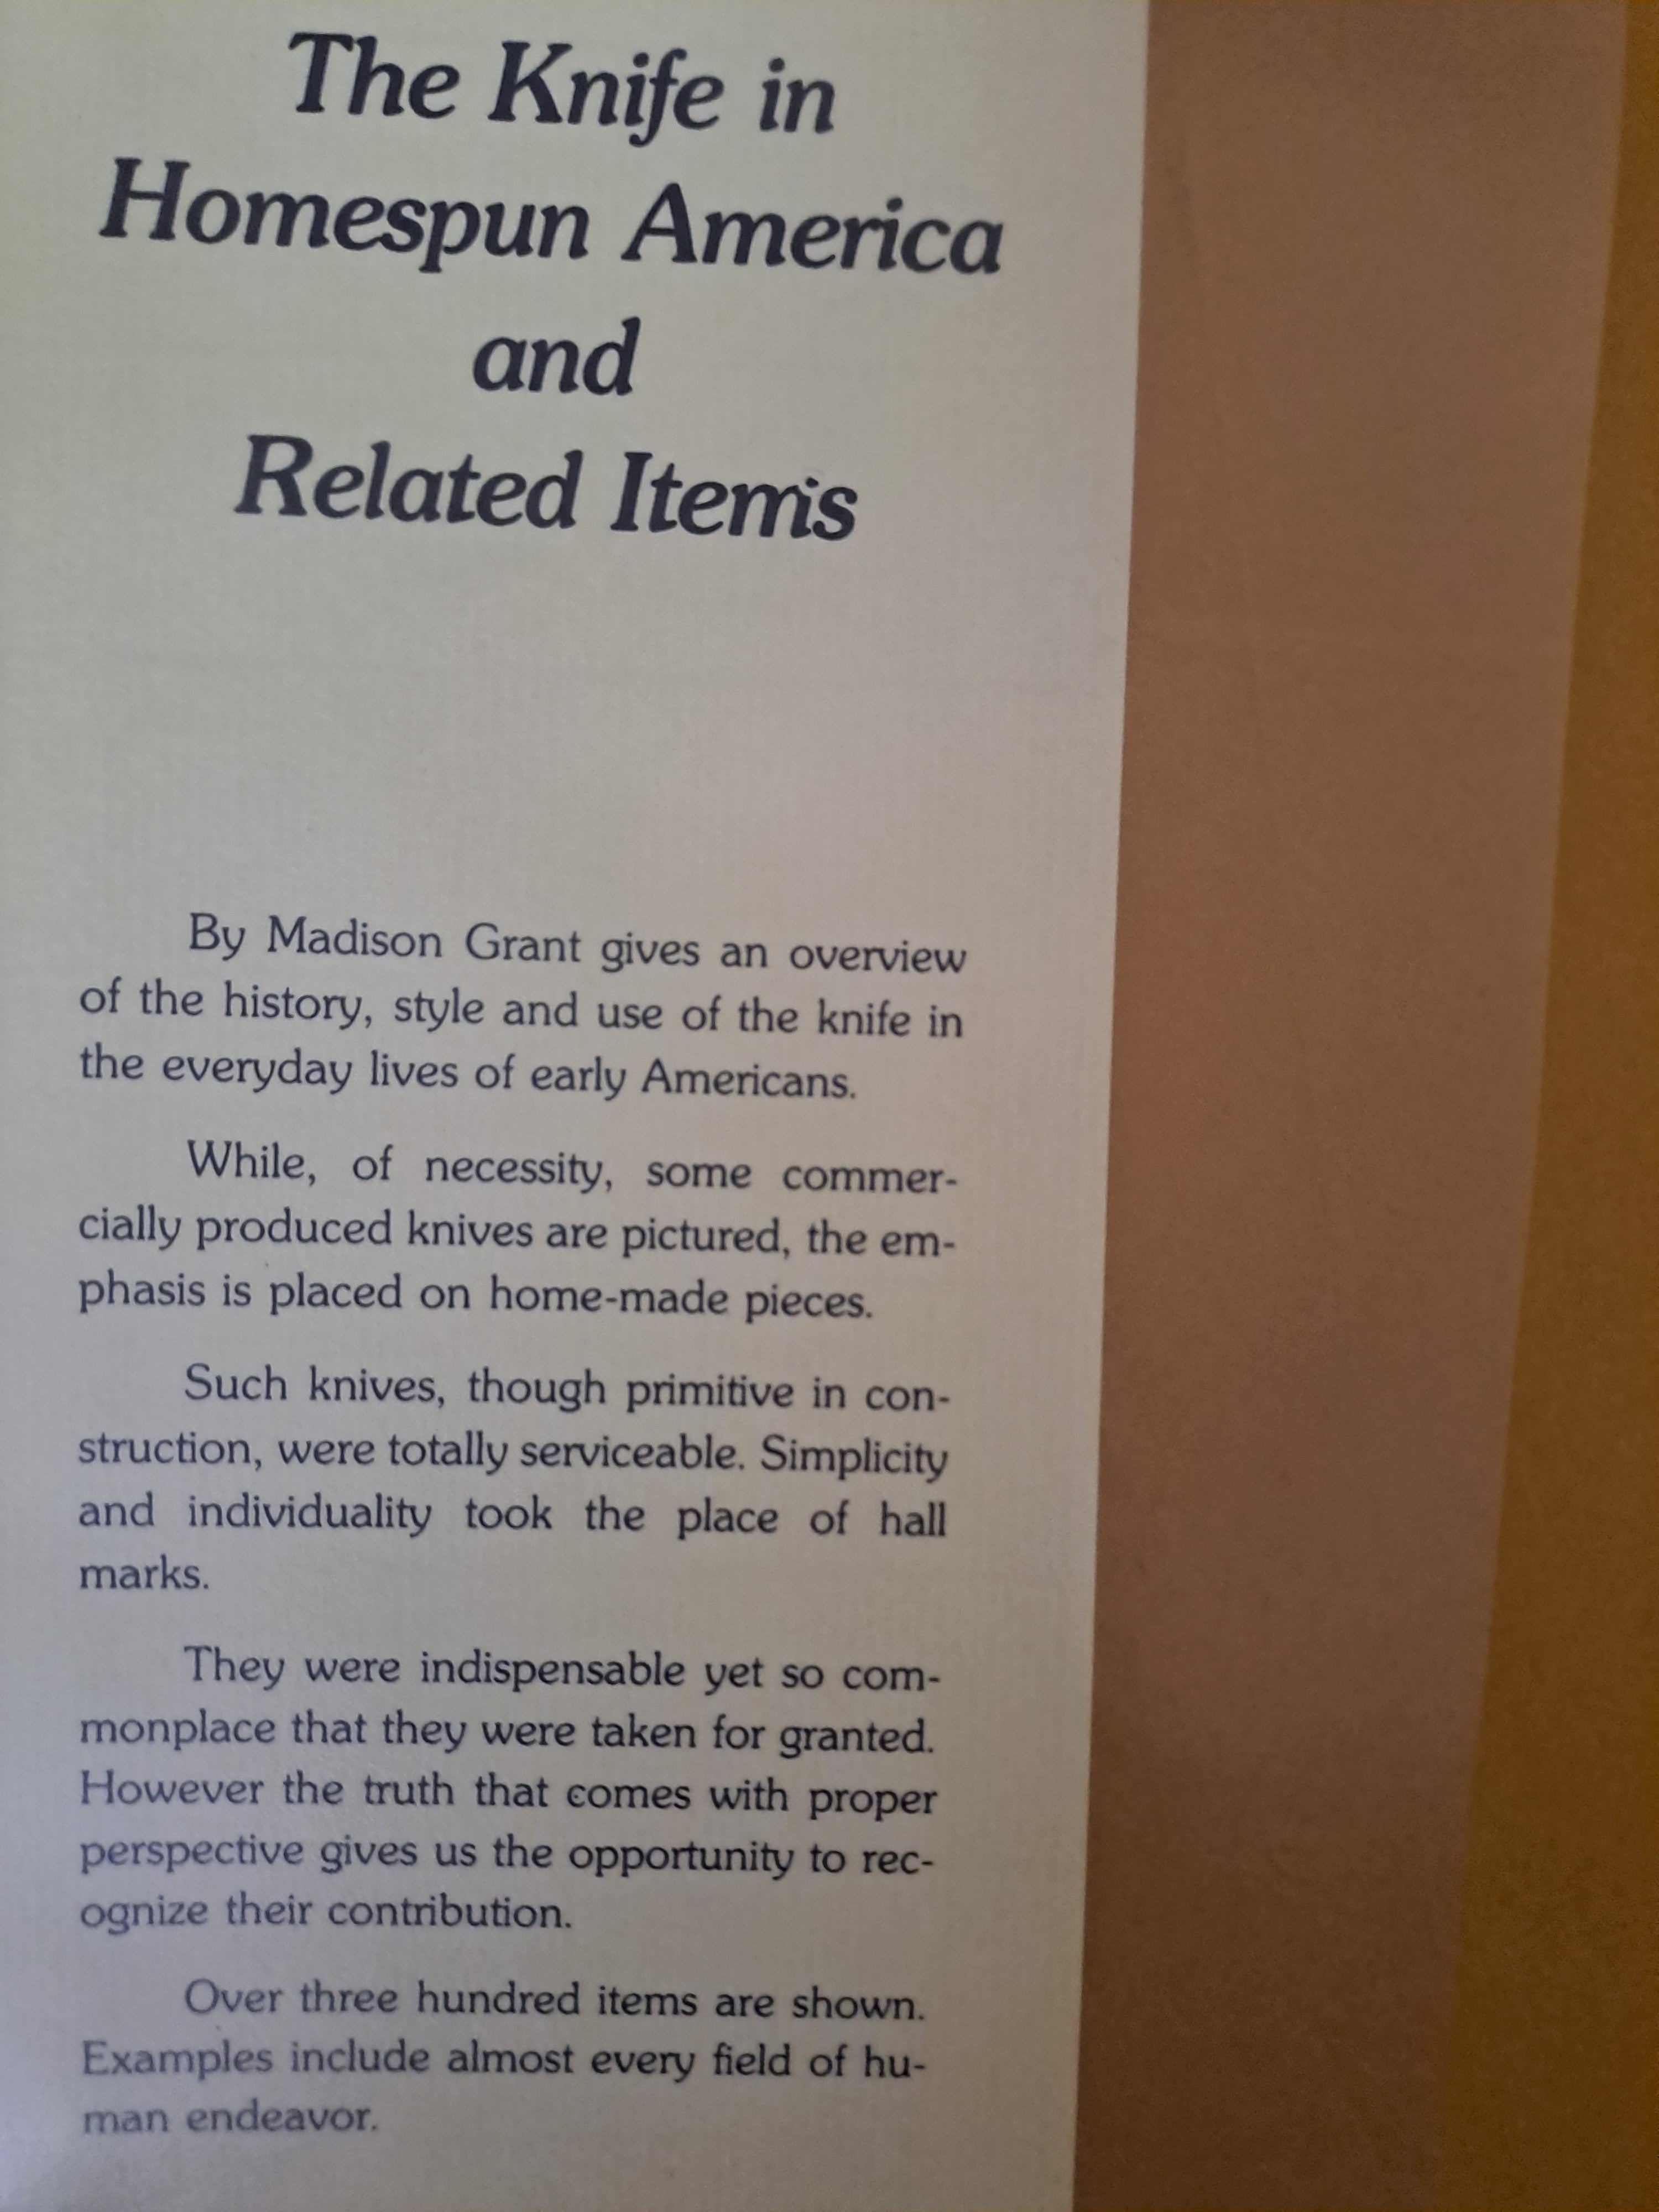 The Knife in
Homespun America
and
Related Items
By Madison Grant gives an overview
of the history, style and use of the knife in
the everyday lives of early Americans.
While, of necessity, some commer-
cially produced knives are pictured, the em-
phasis is placed on home-made pieces.
Such knives, though primitive in con-
struction, were totally serviceable. Simplicity
and individuality took the place of hall
marks.
They were indispensable yet so com-
monplace that they were taken for granted.
However the truth that comes with proper
perspective gives us the opportunity to rec-
ognize their contribution.
Over three hundred items are shown.
Examples include almost every field of hu-
man endeavor.